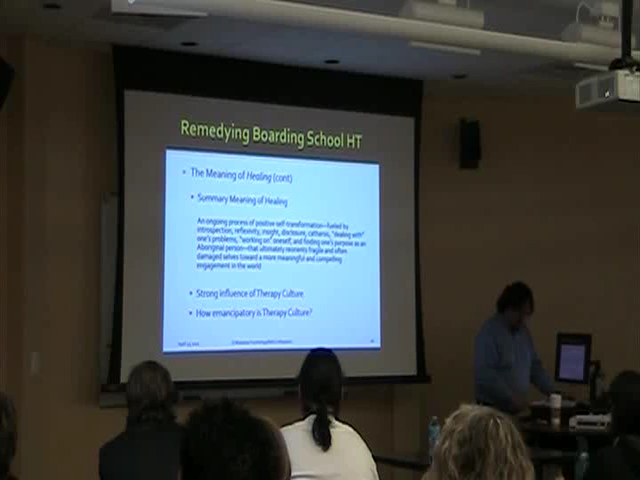 Remedying Boarding School HT
• The Meaning of Healing (cont)
• Summary Meaning of Healing
An ongoing process of positive self-transformation—fueled by
introspection, reflexivity, insight, disclosure, catharsis, "dealing with"
one's problems, "working on" oneself, and finding one's purpose as an
Aboriginal person—that ultimately reorients fragile and often
damaged selves toward a more meaningful and compelling
engagement in the world
• Strong influence of Therapy Culture
• How emancipatory is Therapy Culture?